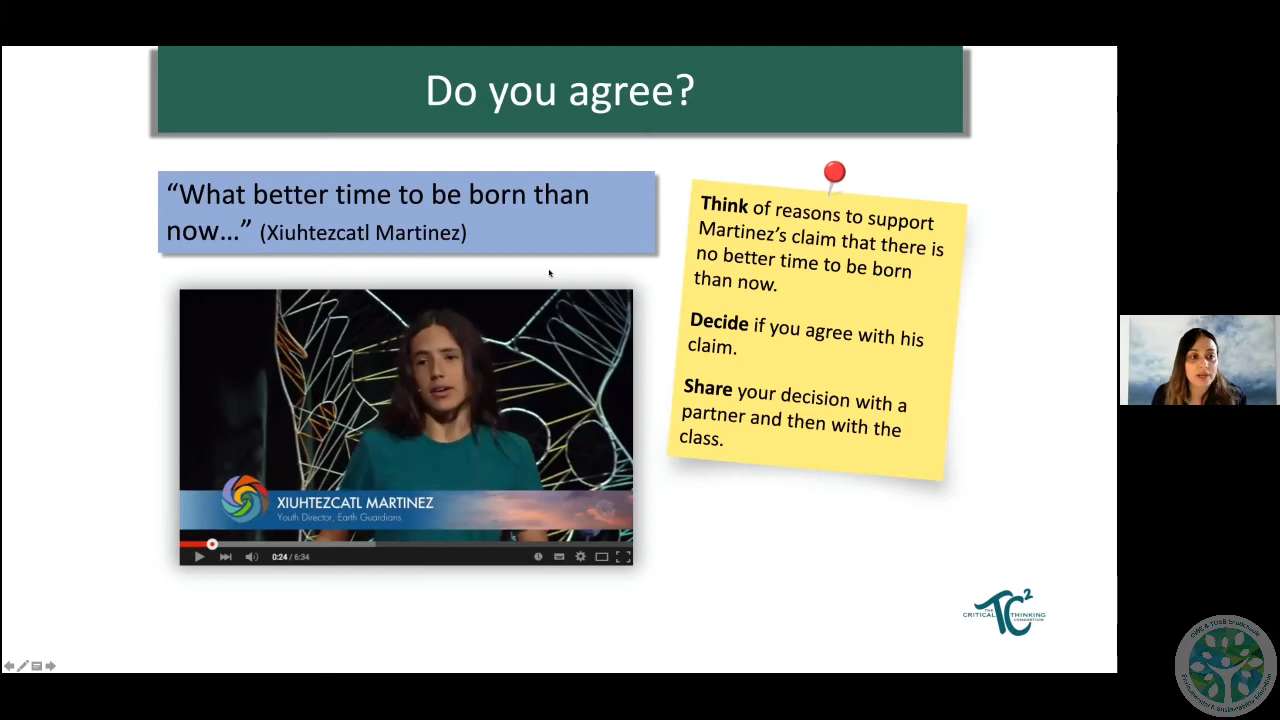 Do you agree?
“What better time to be born than
now...” (Xiuhtezcatl Martinez)
Think of reasons to support
Martinez’s claim that there is
no better time to be born
than now.
Decide if you agree with his
claim.
Share your decision with a
partner and then with the
class.
XIUHTEZCATL MARTINEZ
Youth Director, Earth Guardians
0:24 / 6:34
TC²
THE
CRITICAL THINKING
CONSORTIUM